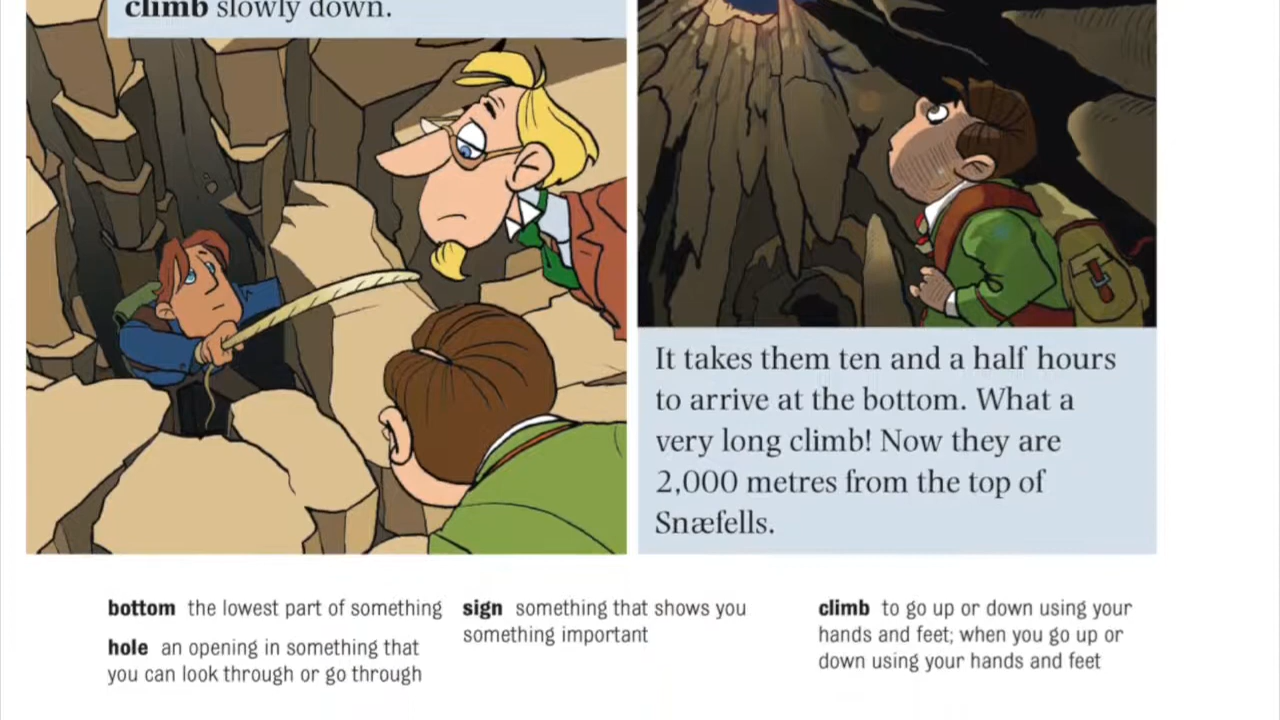 climb slowly down.
It takes them ten and a half hours
to arrive at the bottom. What a
very long climb! Now they are
2,000 metres from the top of
Snæfells.
bottom the lowest part of something
hole an opening in something that
you can look through or go through
sign something that shows you
something important
climb to go up or down using your
hands and feet; when you go up or
down using your hands and feet